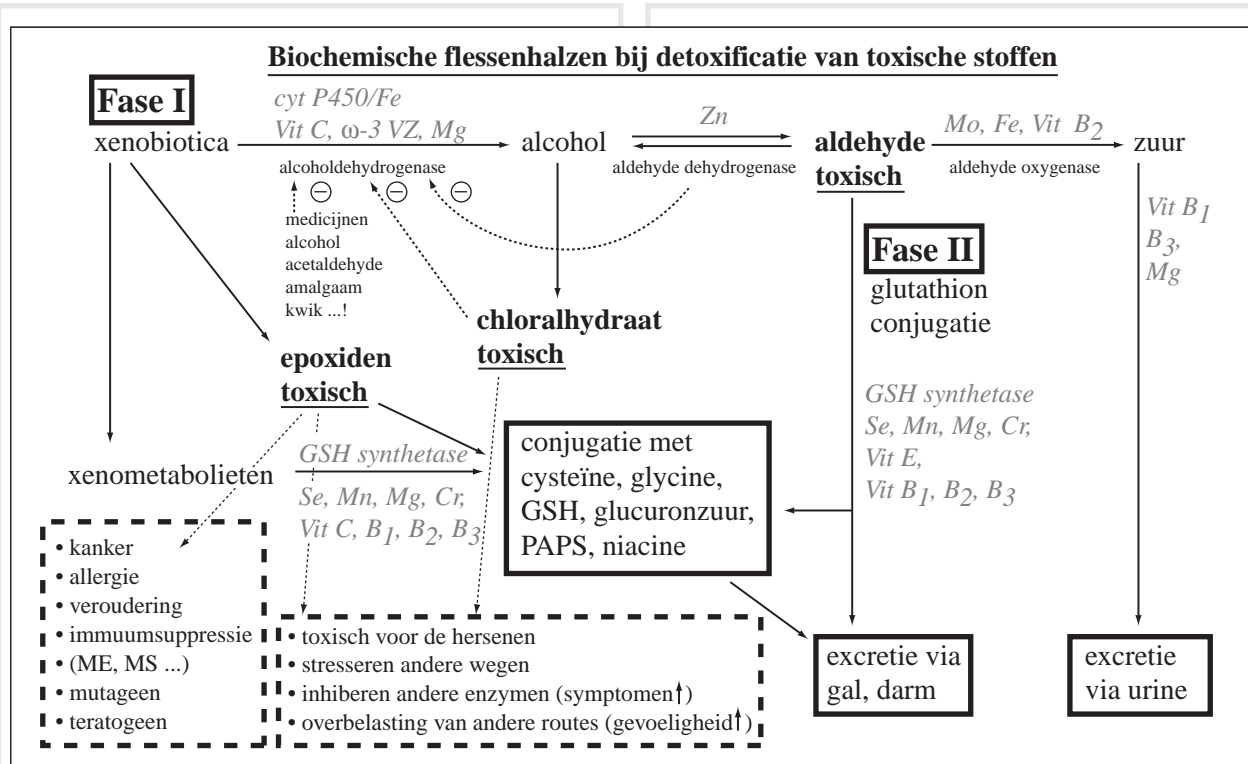 Biochemische flessenhalzen bij detoxificatie van toxische stoffen
Fase I
xenobiotica
cyt P450/Fe
Vit C, ω-3 VZ, Mg
alcoholdehydrogenase
alcohol
Zn
aldehyde dehydrogenase
aldehyde
toxisch
Mo, Fe, Vit B2
aldehyde oxygenase
zuur
medicijnen
alcohol
acetaldehyde
amalgaam
kwik ...!
Vit B1
B3,
Mg
Fase II
glutathion
conjugatie
chloralhydraat
toxisch
epoxiden
toxisch
GSH synthetase
Se, Mn, Mg, Cr,
Vit E,
Vit B1, B2, B3
xenometabolieten
GSH synthetase
Se, Mn, Mg, Cr,
Vit C, B1, B2, B3
conjugatie met
cysteïne, glycine,
GSH, glucuronzuur,
PAPS, niacine
• kanker
• allergie
• veroudering
• immuumsuppressie
• (ME, MS ...)
• mutageen
• teratogeen
• toxisch voor de hersenen
• stresseren andere wegen
• inhiberen andere enzymen (symptomen↑)
• overbelasting van andere routes (gevoeligheid↑)
excretie via
gal, darm
excretie
via urine